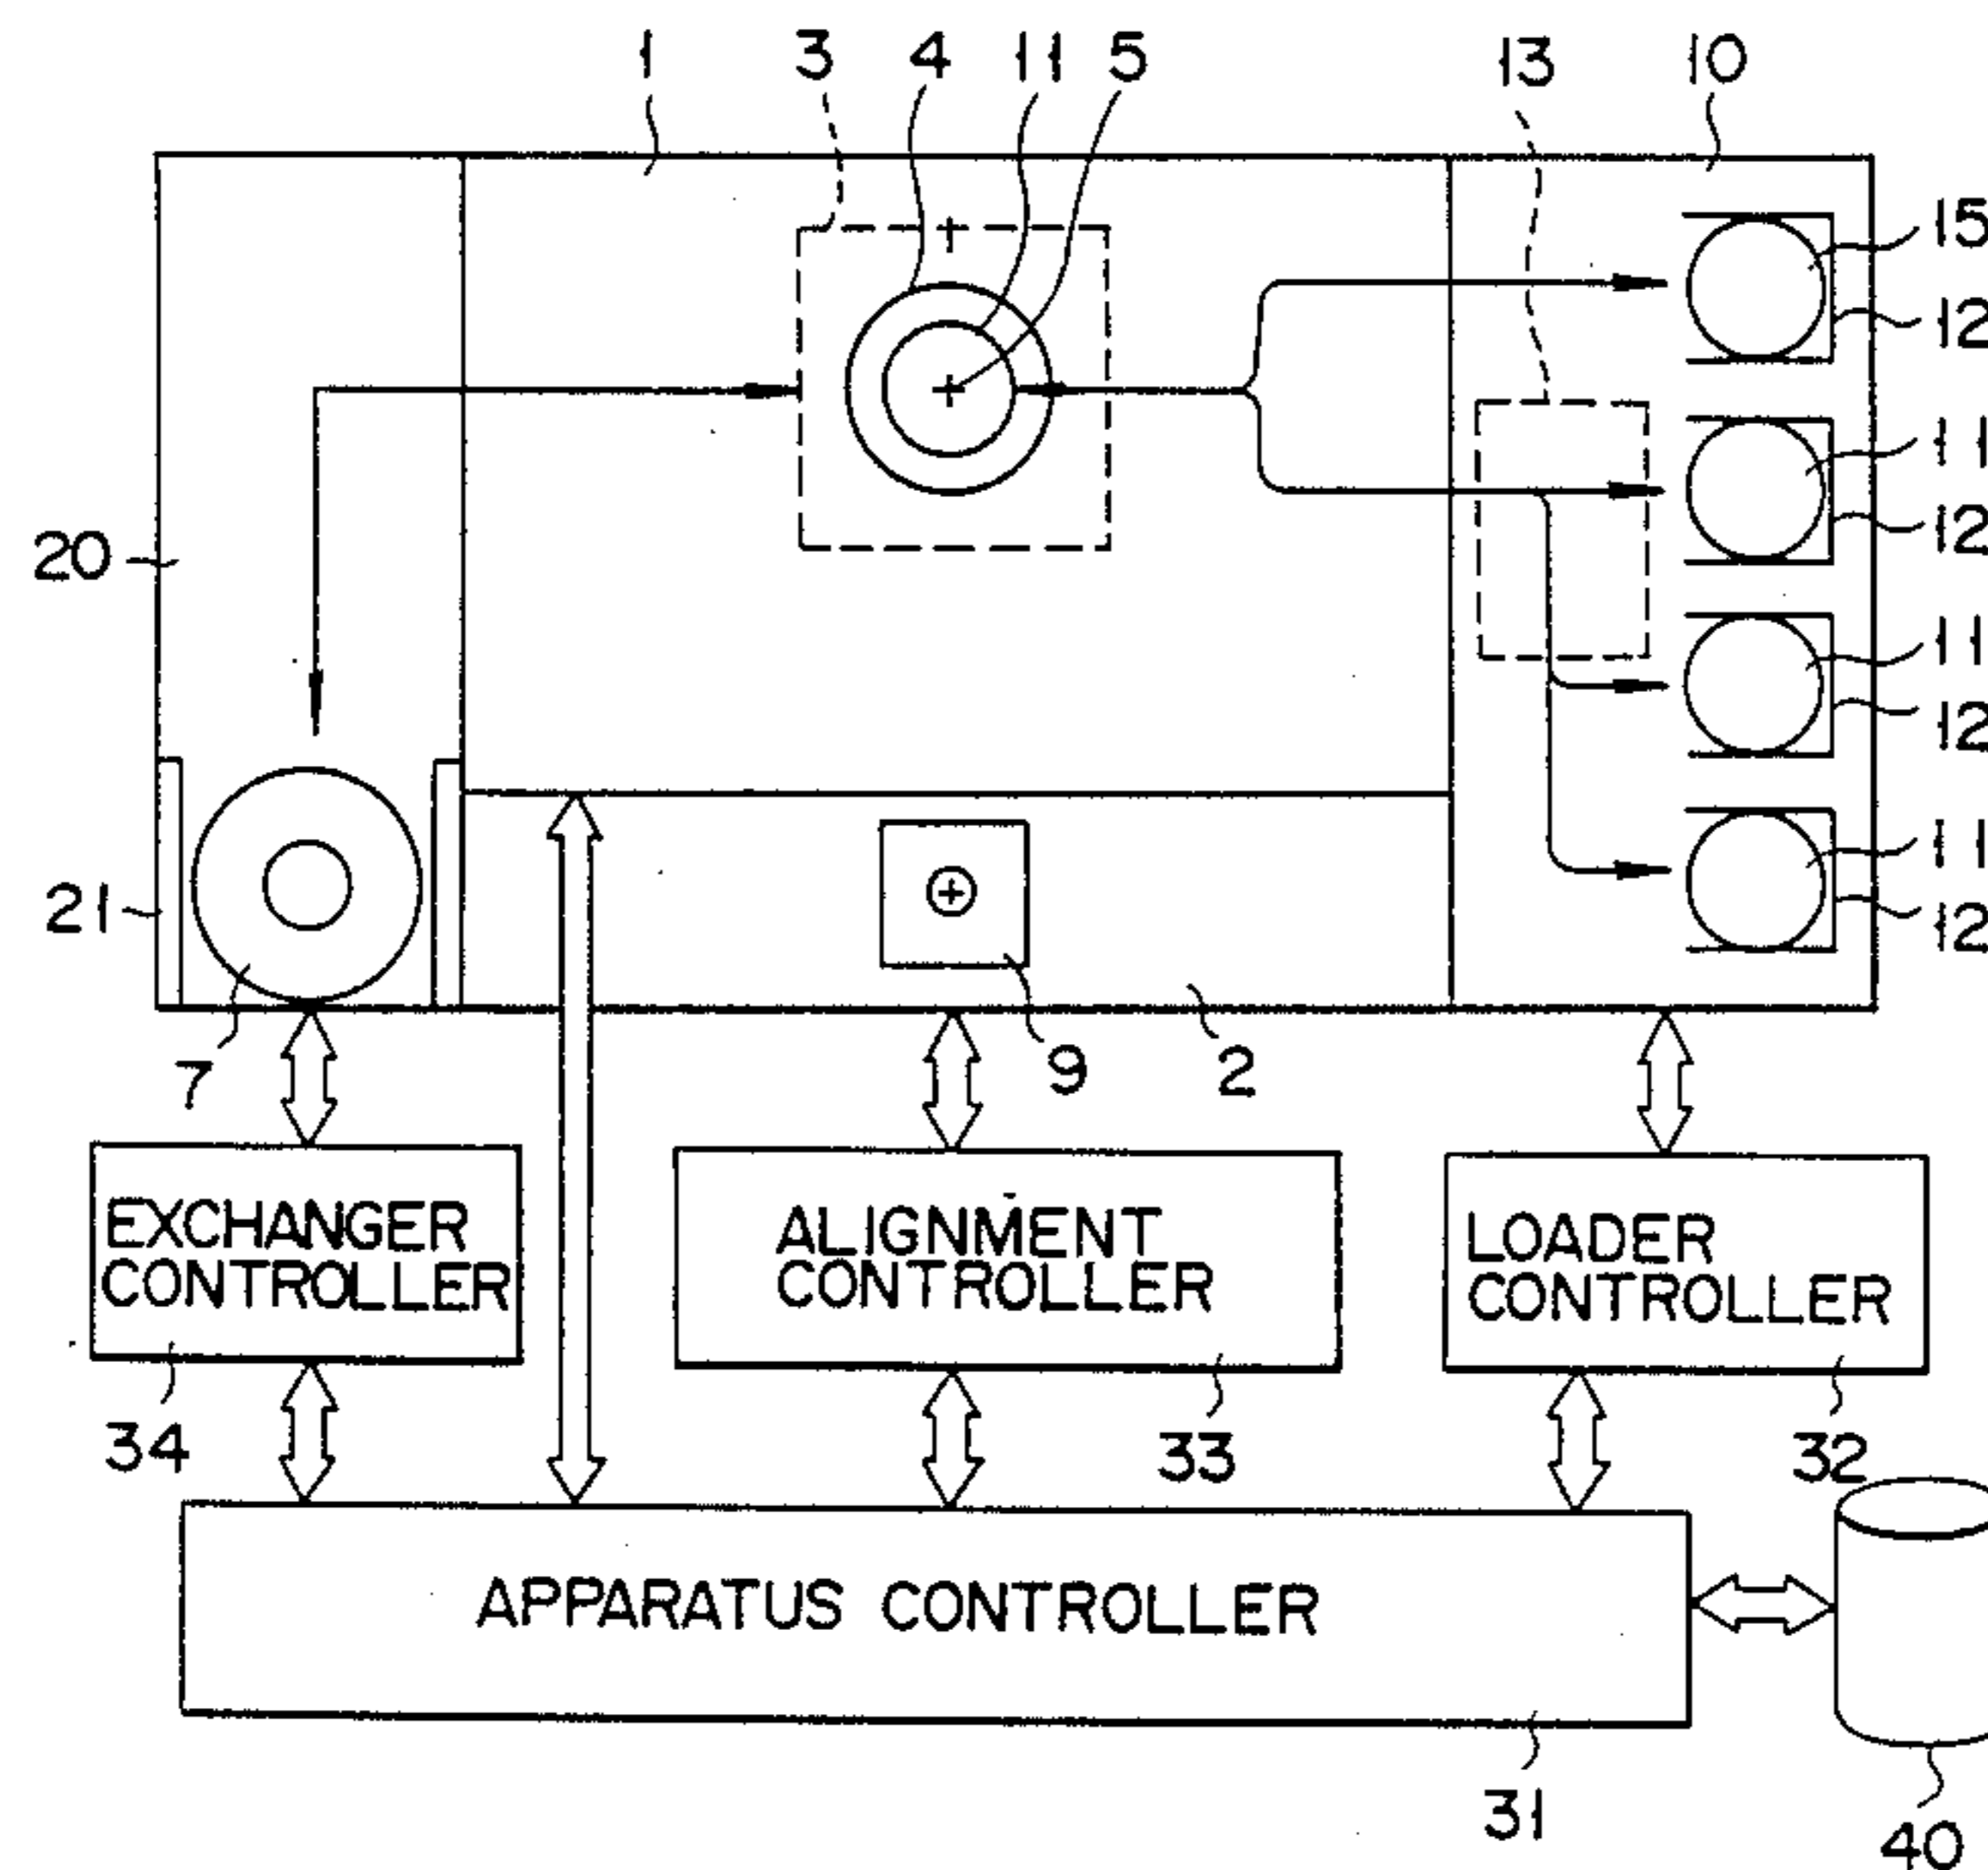 1 3 4 11 5 13 10
15
12
11
12
20
11
12
11
21
12
7 9 2
EXCHANGER
CONTROLLER
ALIGNMENT
CONTROLLER
LOADER
CONTROLLER
34 33 32
APPARATUS CONTROLLER
31
40